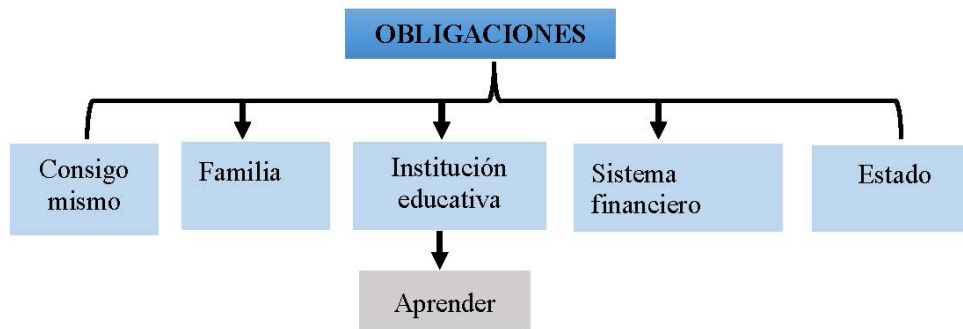 OBLIGACIONES
Consigo
mismo
Familia
Institución
educativa
Sistema
financiero
Estado
Aprender